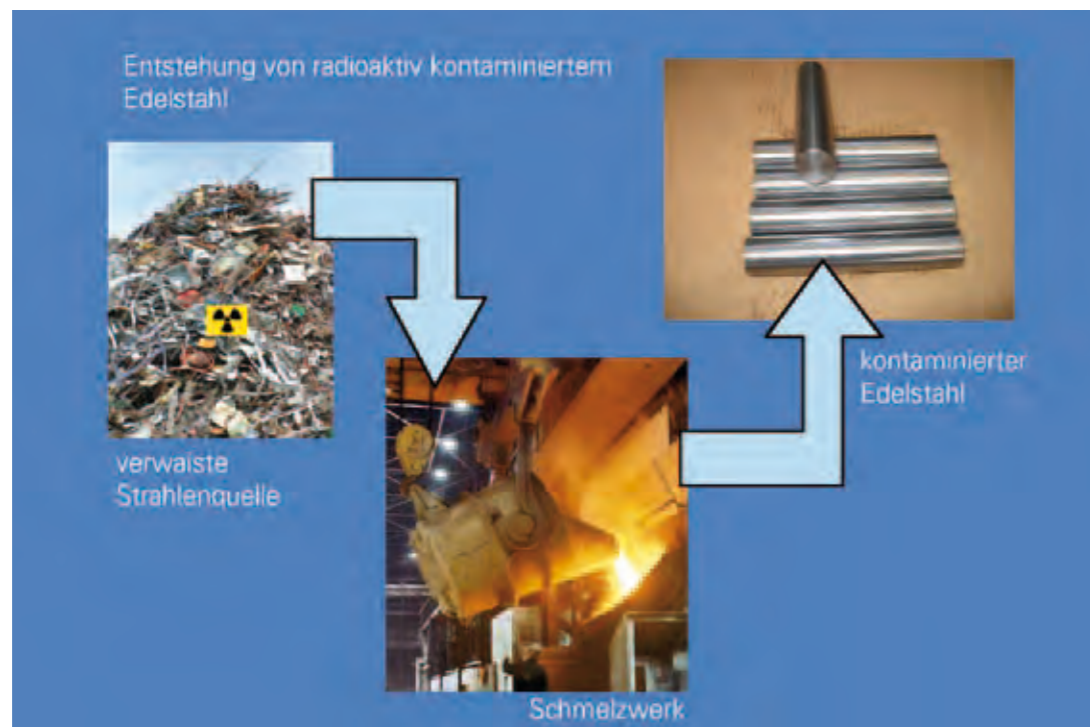 Entstehung von radioaktiv kontaminiertem
Edelstahl
verwaiste
Strahlenquelle
Schmelzwerk
kontaminierter
Edelstahl